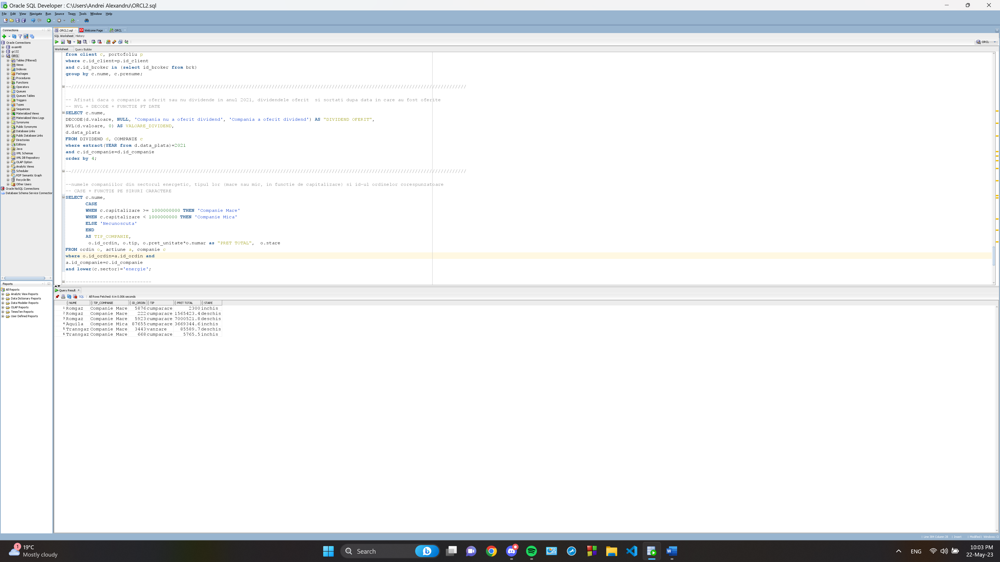 Oracle SQL Developer : C:\Users\Andrei Alexandru\ORCL2.sql
File Edit View Navigate Run Source Team Tools Window Help
Connections
Oracle Connections
exam48
gr132
ORCL
Tables (Filtered)
Views
Indexes
Packages
Procedures
Functions
Operators
Queues
Queues Tables
Triggers
Types
Sequences
Materialized Views
Materialized View Logs
Synonyms
Public Synonyms
Database Links
Public Database Links
Directories
Editions
Java
XML Schemas
XML DB Repository
OLAP Option
Analytic Views
Scheduler
RDF Semantic Graph
Recycle Bin
Other Users
Oracle NoSQL Connections
Database Schema Service Connection
Reports
All Reports
Analytic View Reports
Data Dictionary Reports
Data Modeler Reports
OLAP Reports
TimesTen Reports
User Defined Reports
ORCL2.sql Welcome Page ORCL
SQL Worksheet History
ORCL
Worksheet Query Builder
from client c, portofoliu p
where c.id_client=p.id_client
and c.id_broker in (select id_broker from brk)
group by c.nume, c.prenume;
--//////////////////////////////////////////////////////////////////////////////////////////////////////////////////////////////////////////
-- Afisati daca o companie a oferit sau nu dividende in anul 2021, dividendele oferit  si sortati dupa data in care au fost oferite
-- NVL + DECODE + FUNCTIE PT DATE
SELECT c.nume,
DECODE(d.valoare, NULL, 'Compania nu a oferit dividend', 'Compania a oferit dividend') AS "DIVIDEND OFERIT",
NVL(d.valoare, 0) AS VALOARE_DIVIDEND,
d.data_plata
FROM DIVIDEND d, COMPANIE c
where extract(YEAR from d.data_plata)=2021
and c.id_companie=d.id_companie
order by 4;
--//////////////////////////////////////////////////////////////////////////////////////////////////////////////////////////////////////////
--numele companiilor din sectorul energetic, tipul lor (mare sau mic, in functie de capitalizare) si id-ul ordinelor corespunzatoare
-- CASE + FUNCTIE PE SIRURI CARACTERE
SELECT c.nume,
CASE
WHEN c.capitalizare >= 1000000000 THEN 'Companie Mare'
WHEN c.capitalizare < 1000000000 THEN 'Companie Mica'
ELSE 'Necunoscuta'
END
AS TIP_COMPANIE,
o.id_ordin, o.tip, o.pret_unitate*o.numar as "PRET TOTAL",  o.stare
FROM ordin o, actiune a, companie c
where o.id_ordin=a.id_ordin and
a.id_companie=c.id_companie
and lower(c.sector)='energie';
------------------------------
Query Result x
SQL | All Rows Fetched: 6 in 0.006 seconds
NUME TIP_COMPANIE ID_ORDIN TIP PRET TOTAL STARE
1 Romgaz Companie Mare 5876 cumparare 2300 inchis
2 Romgaz Companie Mare 222 cumparare 1565423.4 deschis
3 Romgaz Companie Mare 5923 cumparare 7000521.8 deschis
4 Aquila Companie Mica 87655 cumparare 3669344.6 inchis
5 Transgaz Companie Mare 3443 vanzare 85589.7 deschis
6 Transgaz Companie Mare 668 cumparare 5765.5 inchis
| Line 384 Column 28 | Insert | Modified | Windows: Cl
1 19°C
Mostly cloudy
Search
ENG
10:03 PM
22-May-23